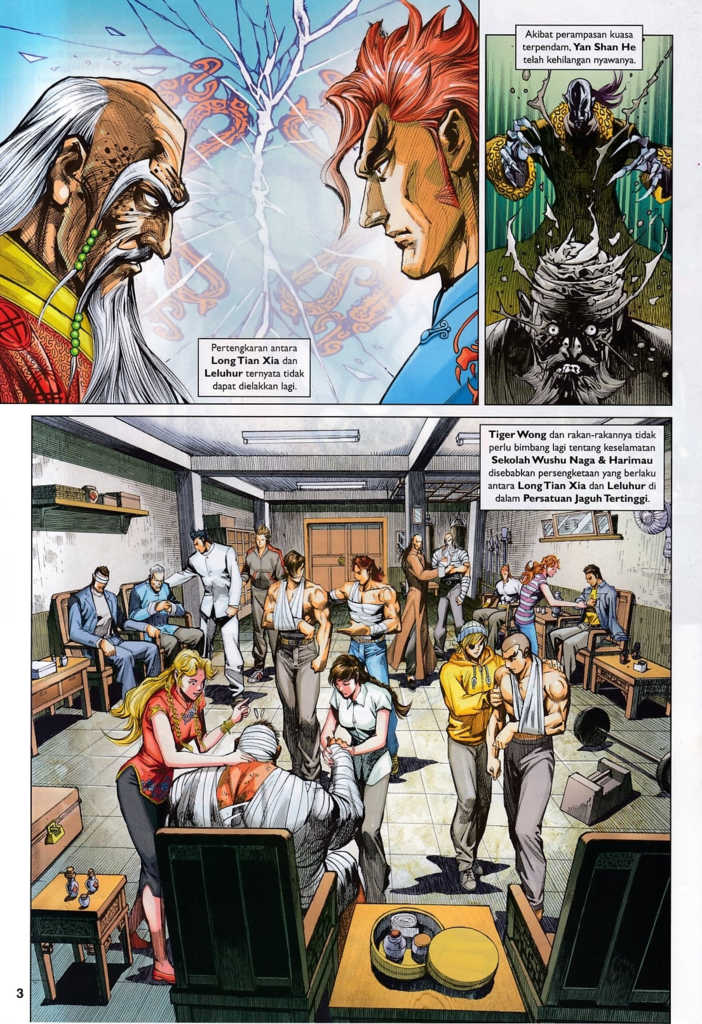 Pertengkaran antara
Long Tian Xia dan
Leluhur ternyata tidak
dapat dielakkan lagi.
Akibat perampasan kuasa
terpendam, Yan Shan He
telah kehilangan nyawanya.
Tiger Wong dan rakan-rakannya tidak
perlu bimbang lagi tentang keselamatan
Sekolah Wushu Naga & Harimau
disebabkan persengketaan yang berlaku
antara Long Tian Xia dan Leluhur di
dalam Persatuan Jaguh Tertinggi.
3